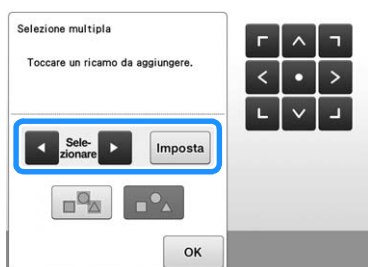 Selezione multipla
Toccare un ricamo da aggiungere.
Sele-
zionare
Imposta
OK